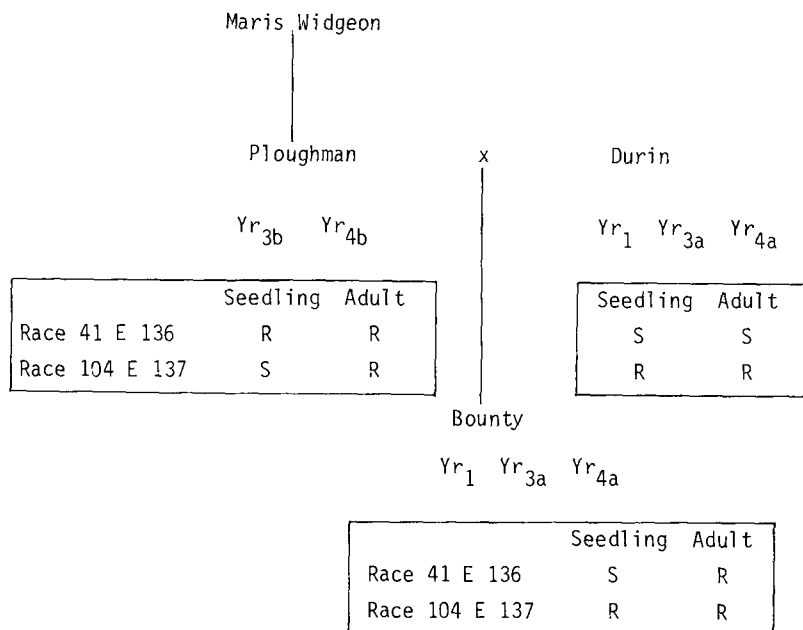 Maris Widgeon
Ploughman x Durin
Yr3b Yr4b Yr1 Yr3a Yr4a
Seedling Adult Seedling Adult
Race 41 E 136 R R S S
Race 104 E 137 S R R R
Bounty
Yr1 Yr3a Yr4a
Seedling Adult
Race 41 E 136 S R
Race 104 E 137 R R